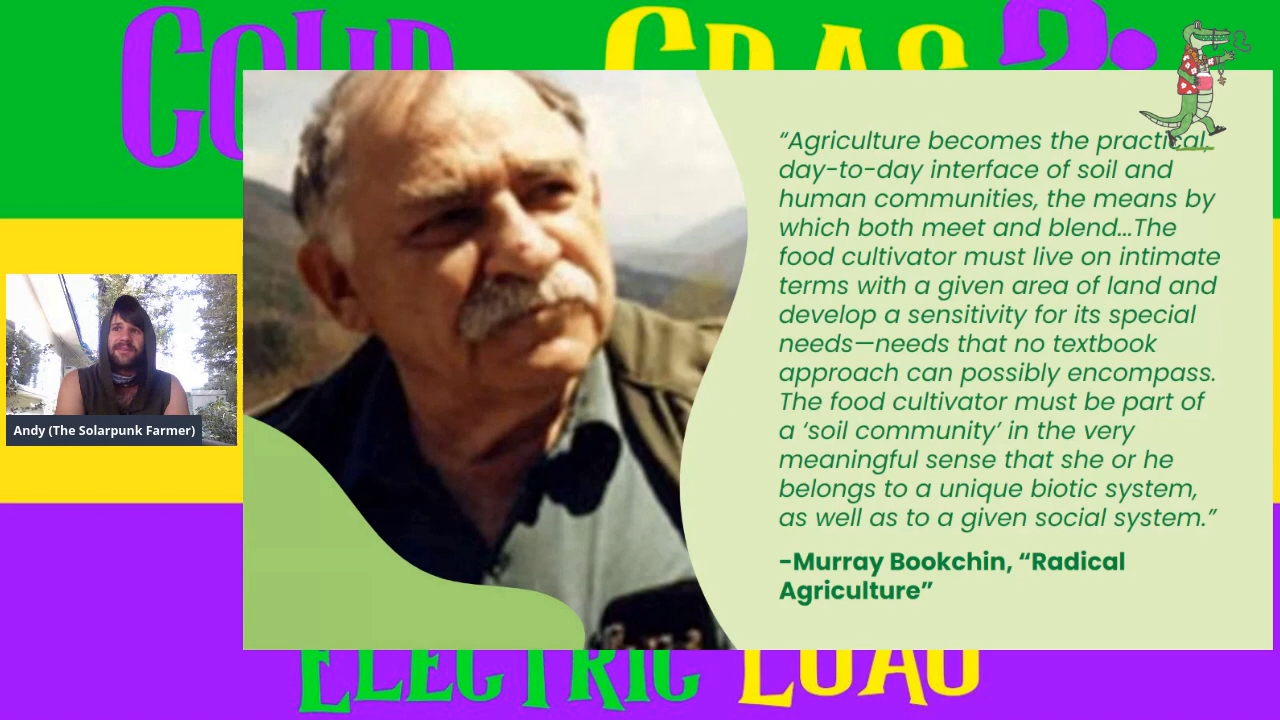 COUP GRAS 2:
“Agriculture becomes the practical,
day-to-day interface of soil and
human communities, the means by
which both meet and blend...The
food cultivator must live on intimate
terms with a given area of land and
develop a sensitivity for its special
needs—needs that no textbook
approach can possibly encompass.
The food cultivator must be part of
a ‘soil community’ in the very
meaningful sense that she or he
belongs to a unique biotic system,
as well as to a given social system.”
-Murray Bookchin, “Radical
Agriculture”
Andy (The Solarpunk Farmer)
ELECTRIC LUAU